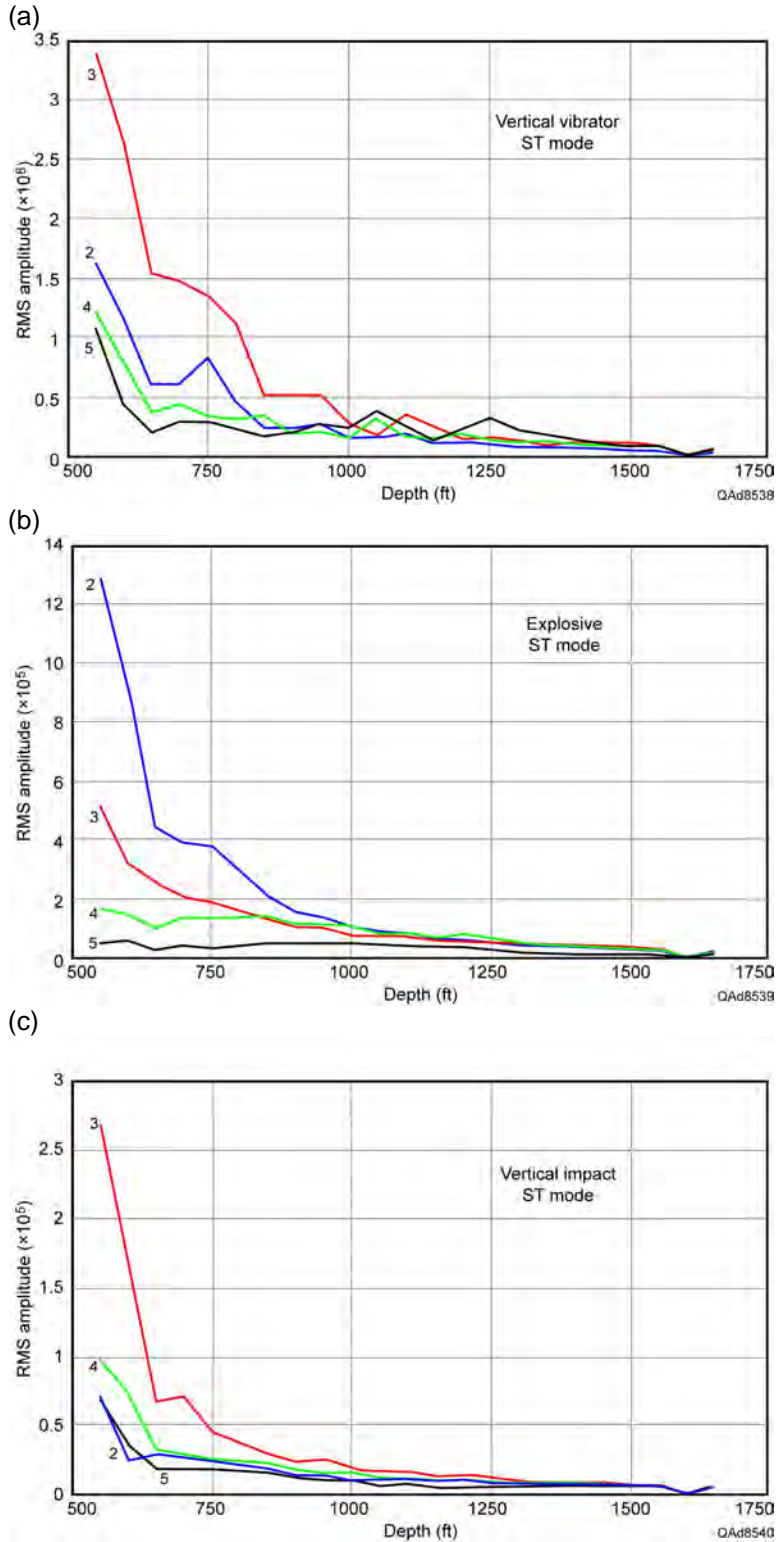 (a)
3.5
3
3
2.5
Vertical vibrator
ST mode
RMS amplitude (×10⁸)
2
2
1.5
4
1
5
0.5
0
500 750 1000 1250 1500 1750
Depth (ft)
QAd8538
(b)
14
2
12
Explosive
ST mode
10
RMS amplitude (×10⁵)
8
6
3
4
2
4
5
0
500 750 1000 1250 1500 1750
Depth (ft)
QAd8539
(c)
3
3
2.5
Vertical impact
ST mode
2
RMS amplitude (×10⁵)
1.5
1
4
0.5
2
5
0
500 750 1000 1250 1500 1750
Depth (ft)
QAd8540